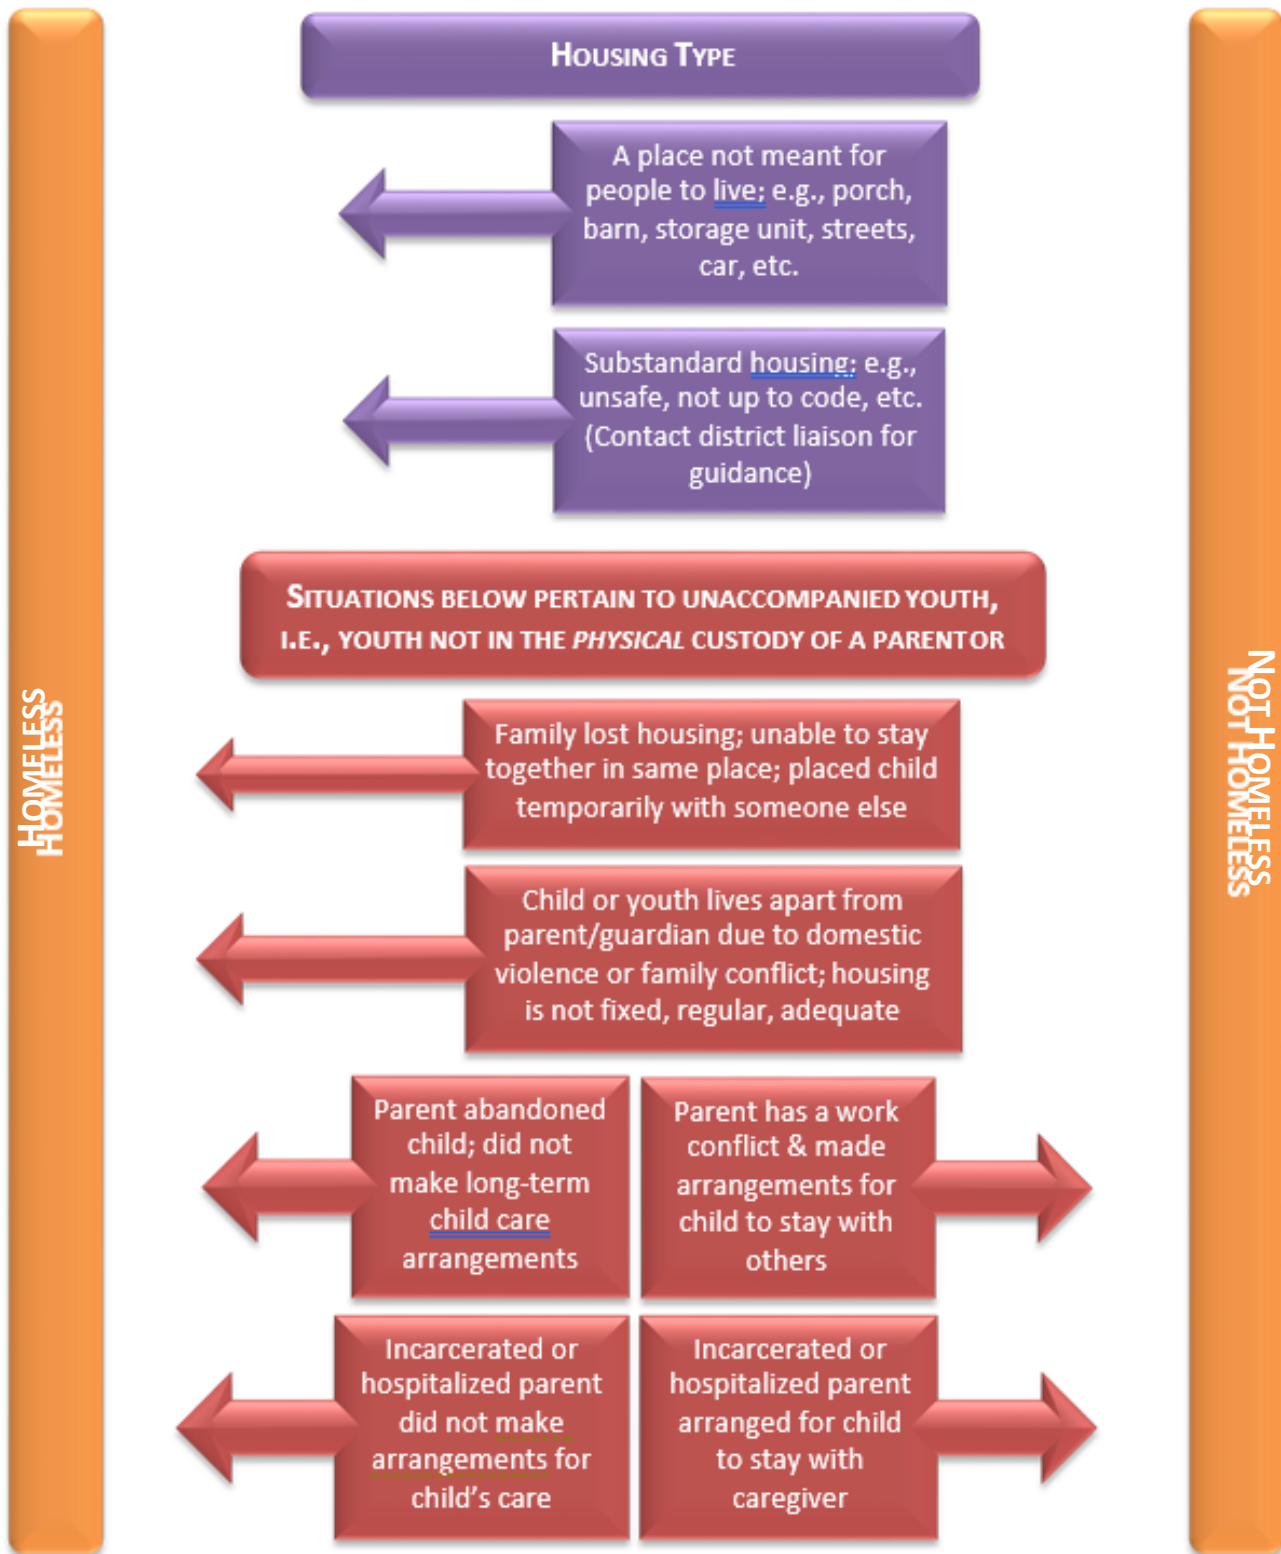 HOUSING TYPE
A place not meant for
people to live; e.g., porch,
barn, storage unit, streets,
car, etc.
Substandard housing; e.g.,
unsafe, not up to code, etc.
(Contact district liaison for
guidance)
SITUATIONS BELOW PERTAIN TO UNACCOMPANIED YOUTH,
I.E., YOUTH NOT IN THE PHYSICAL CUSTODY OF A PARENT OR
Family lost housing; unable to stay
together in same place; placed child
temporarily with someone else
Child or youth lives apart from
parent/guardian due to domestic
violence or family conflict; housing
is not fixed, regular, adequate
Parent abandoned
child; did not
make long-term
child care
arrangements
Parent has a work
conflict & made
arrangements for
child to stay with
others
Incarcerated or
hospitalized parent
did not make
arrangements for
child's care
Incarcerated or
hospitalized parent
arranged for child
to stay with
caregiver
HOMELESS
HOMELESS
NOT HOMELESS
NOT HOMELESS